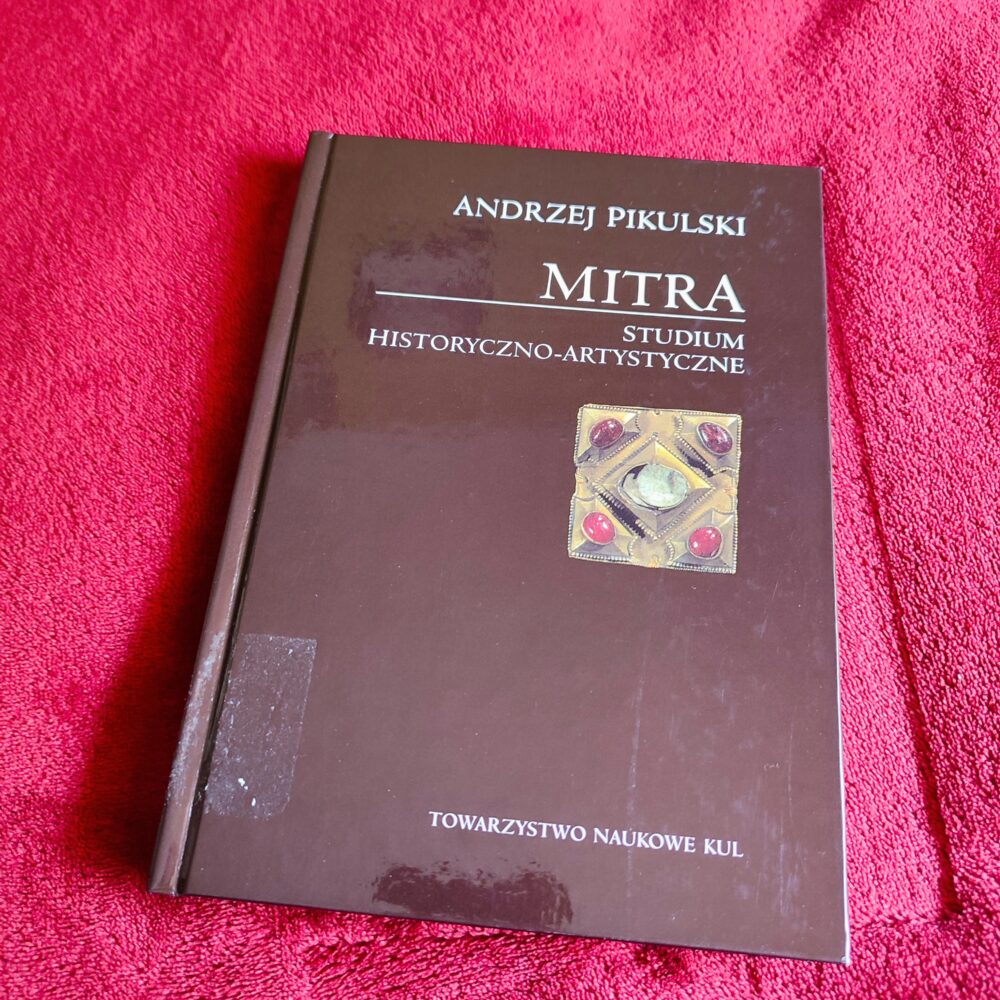 ANDRZEJ PIKULSKI
MITRA
STUDIUM
HISTORYCZNO-ARTYSTYCZNE
TOWARZYSTWO NAUKOWE KUL